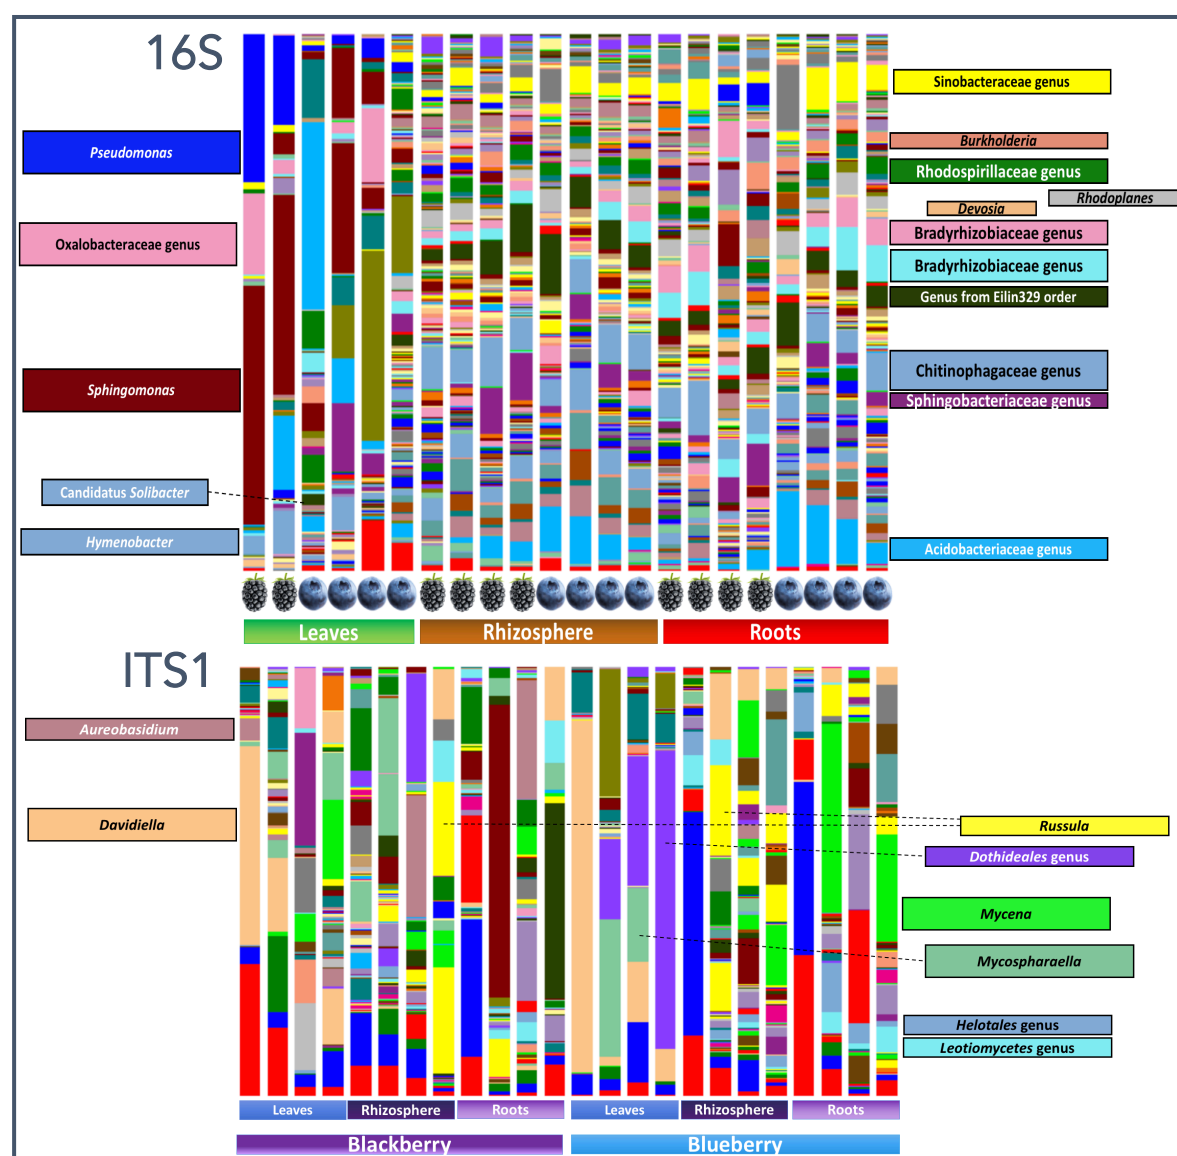 16S
Sinobacteraceae genus
Pseudomonas
Burkholderia
Rhodospirillaceae genus
Rhodoplanes
Devosia
Oxalobacteraceae genus
Bradyrhizobiaceae genus
Bradyrhizobiaceae genus
Genus from Eilin329 order
Sphingomonas
Chitinophagaceae genus
Sphingobacteriaceae genus
Candidatus Solibacter
Hymenobacter
Acidobacteriaceae genus
Leaves
Rhizosphere
Roots
ITS1
Aureobasidium
Davidiella
Russula
Dothideales genus
Mycena
Mycospharaella
Helotales genus
Leotiomycetes genus
Leaves
Rhizosphere
Roots
Leaves
Rhizosphere
Roots
Blackberry
Blueberry